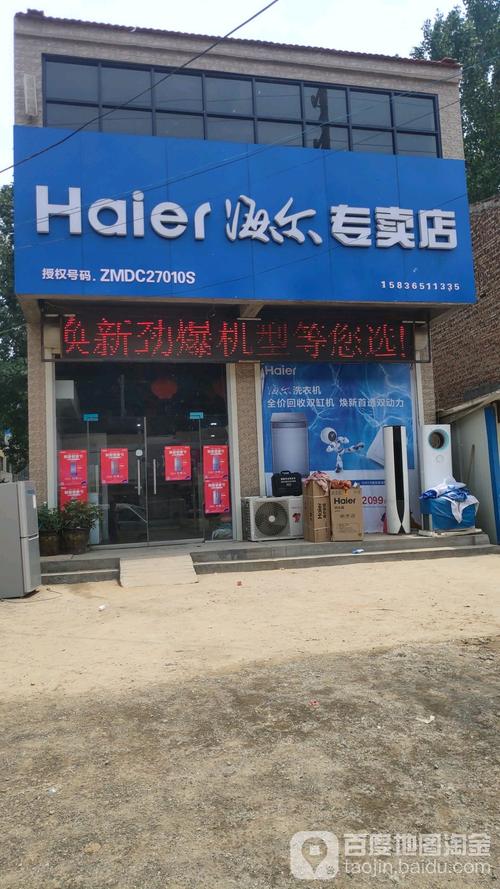 Haier 海尔 专卖店
授权号码. ZMDC27010S
15836511335
焕新劲爆机型等您选!
Haier
海尔 洗衣机
全价回收双缸机 焕新首选双动力
2099
Haier
Haier
百度地图淘金
taojin.baidu.com